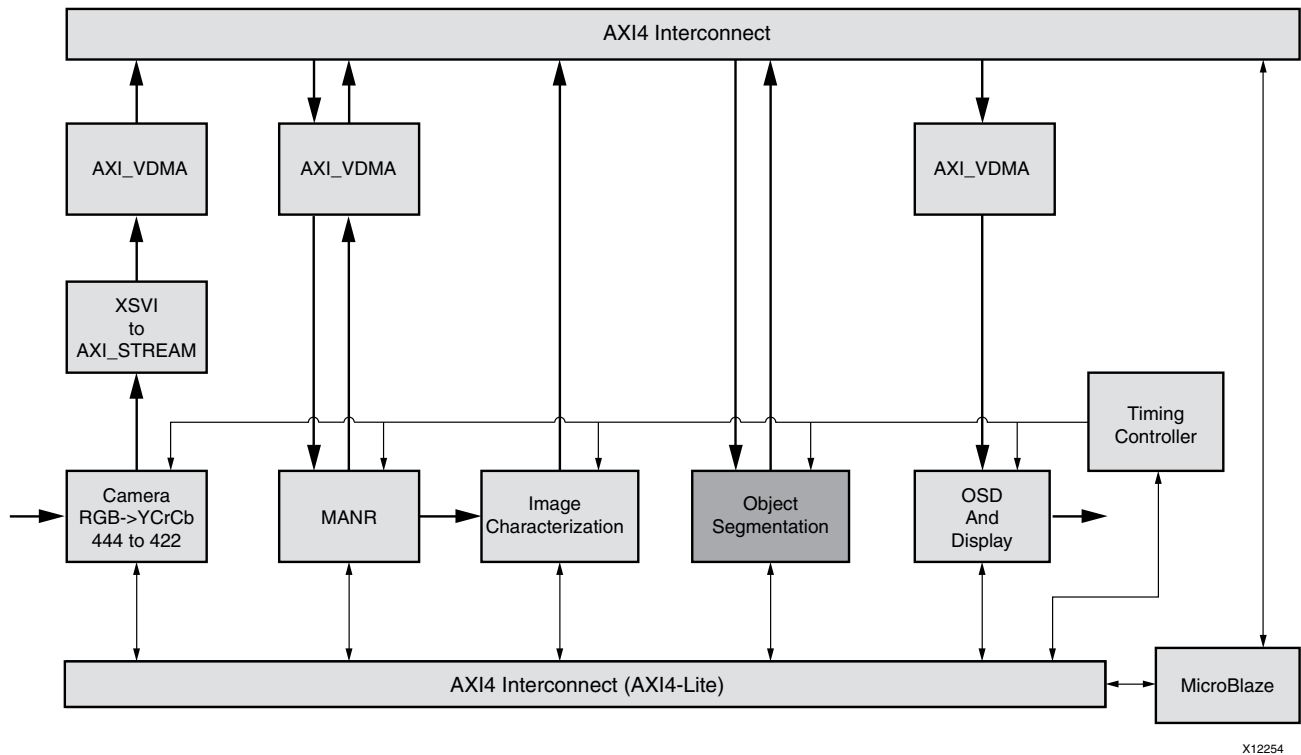 AXI4 Interconnect
AXI_VDMA
AXI_VDMA
AXI_VDMA
XSVI
to
AXI_STREAM
Timing
Controller
Camera
RGB->YCrCb
444 to 422
MANR
Image
Characterization
Object
Segmentation
OSD
And
Display
AXI4 Interconnect (AXI4-Lite)
MicroBlaze
X12254